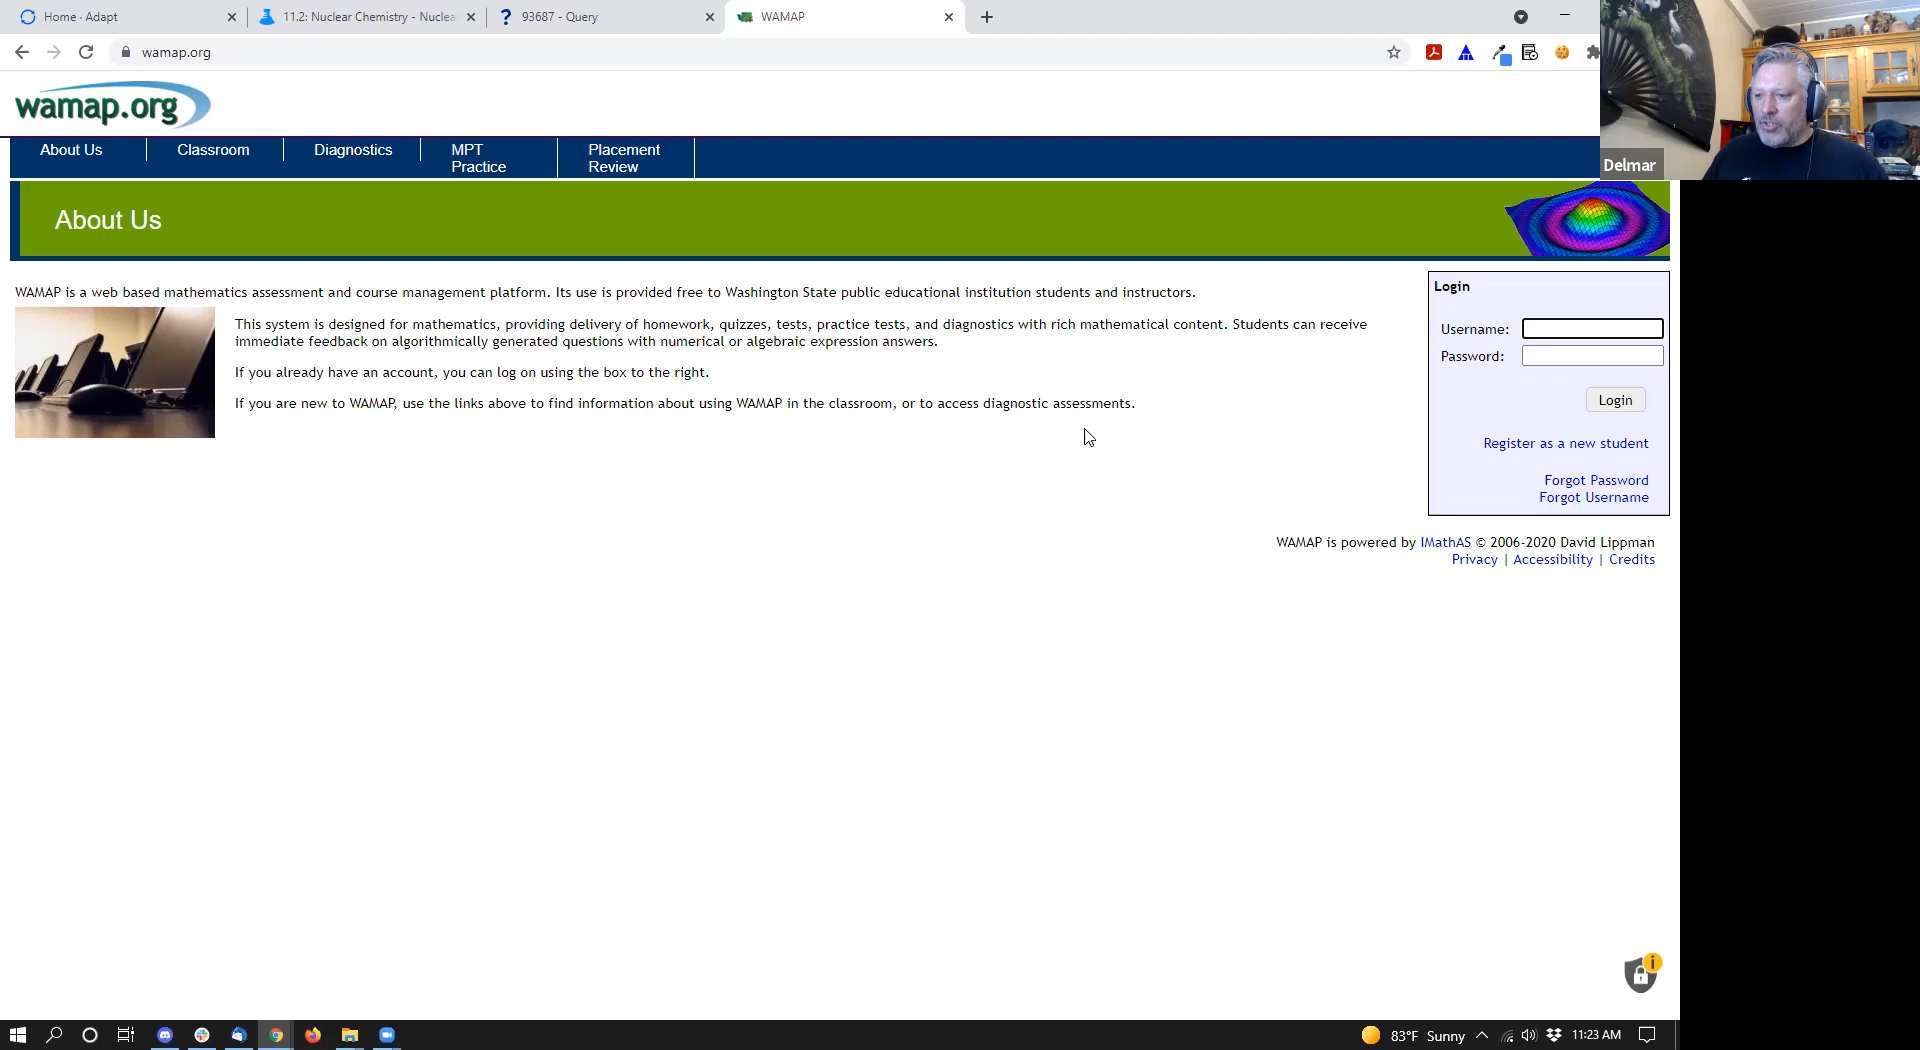 Home - Adapt
11.2: Nuclear Chemistry - Nuclea
93687 - Query
WAMAP
wamap.org
wamap.org
About Us
Classroom
Diagnostics
MPT
Practice
Placement
Review
Delmar
About Us
WAMAP is a web based mathematics assessment and course management platform. Its use is provided free to Washington State public educational institution students and instructors.
This system is designed for mathematics, providing delivery of homework, quizzes, tests, practice tests, and diagnostics with rich mathematical content. Students can receive
immediate feedback on algorithmically generated questions with numerical or algebraic expression answers.
If you already have an account, you can log on using the box to the right.
If you are new to WAMAP, use the links above to find information about using WAMAP in the classroom, or to access diagnostic assessments.
Login
Username:
Password:
Login
Register as a new student
Forgot Password
Forgot Username
WAMAP is powered by IMathAS © 2006-2020 David Lippman
Privacy | Accessibility | Credits
83°F Sunny
11:23 AM